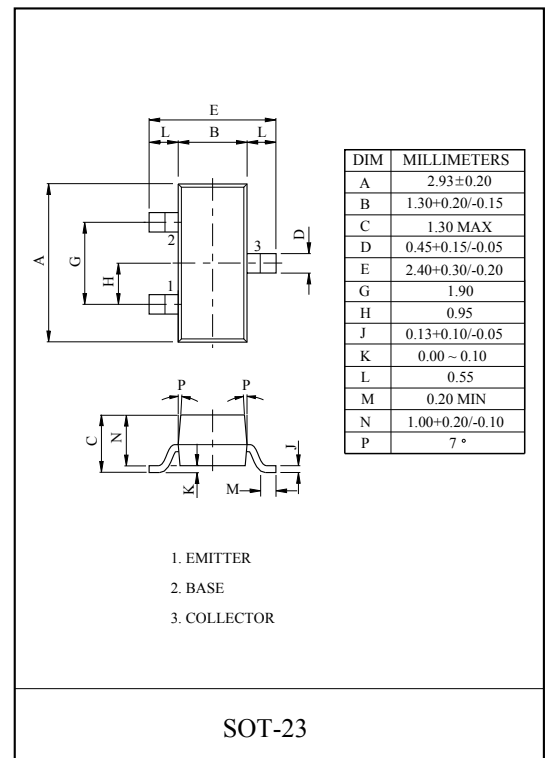 E
L B L
A
G
H
2
1
3
D
DIM MILLIMETERS
A 2.93±0.20
B 1.30+0.20/-0.15
C 1.30 MAX
D 0.45+0.15/-0.05
E 2.40+0.30/-0.20
G 1.90
H 0.95
J 0.13+0.10/-0.05
K 0.00 ~ 0.10
L 0.55
M 0.20 MIN
N 1.00+0.20/-0.10
P 7 °
P P
C
N
K
M
J
1. EMITTER
2. BASE
3. COLLECTOR
SOT-23